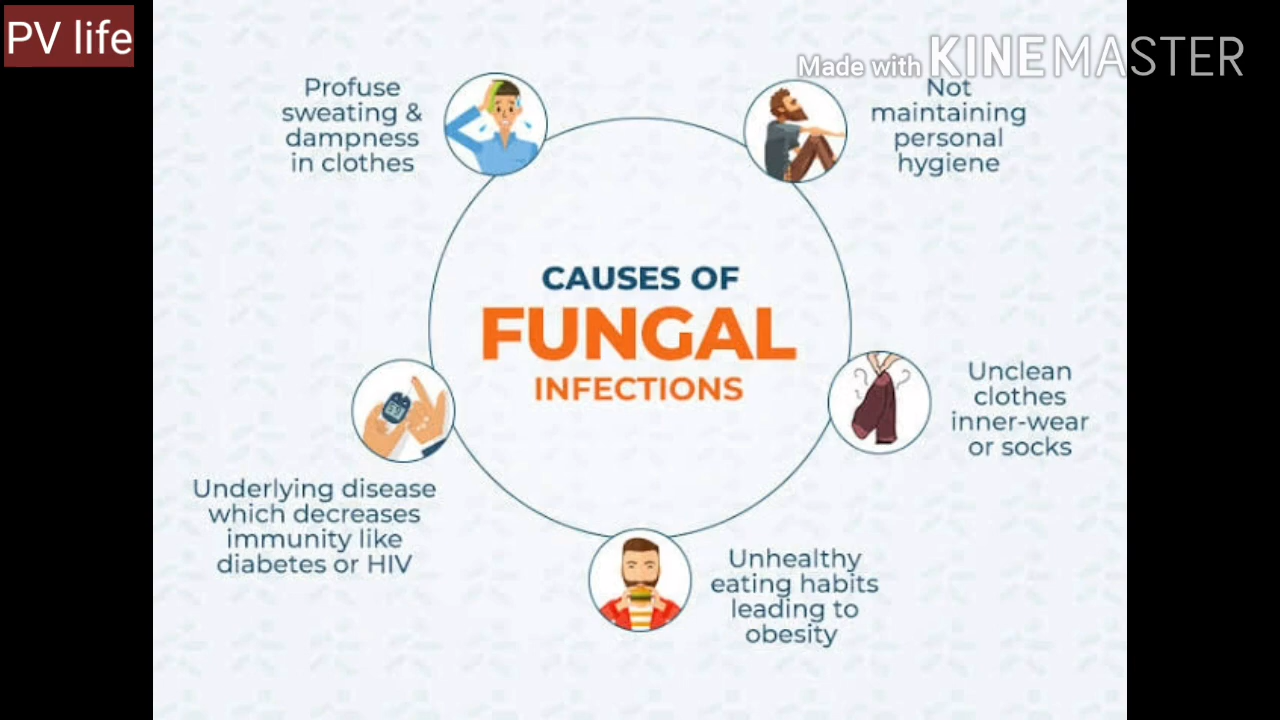 PV life
Made with KINEMASTER
Profuse
sweating &
dampness
in clothes
Not
maintaining
personal
hygiene
CAUSES OF
FUNGAL
INFECTIONS
Unclean
clothes
inner-wear
or socks
Underlying disease
which decreases
immunity like
diabetes or HIV
Unhealthy
eating habits
leading to
obesity